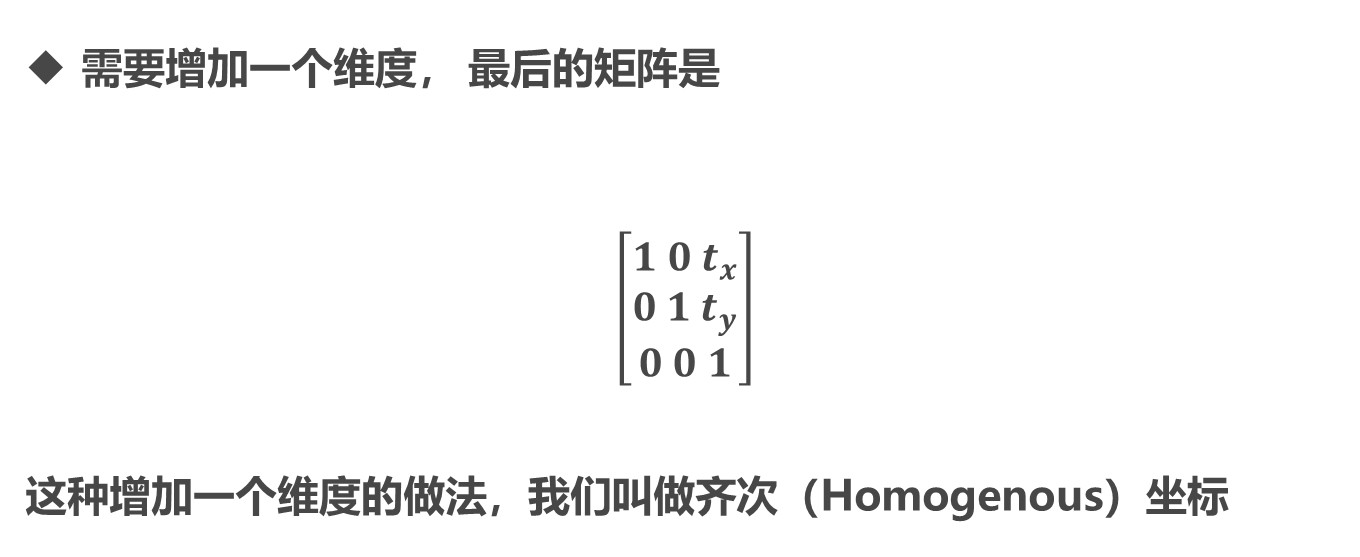 ◆ 需要增加一个维度， 最后的矩阵是
1 0 tₓ
0 1 t_y
0 0 1
这种增加一个维度的做法，我们叫做齐次（Homogenous）坐标